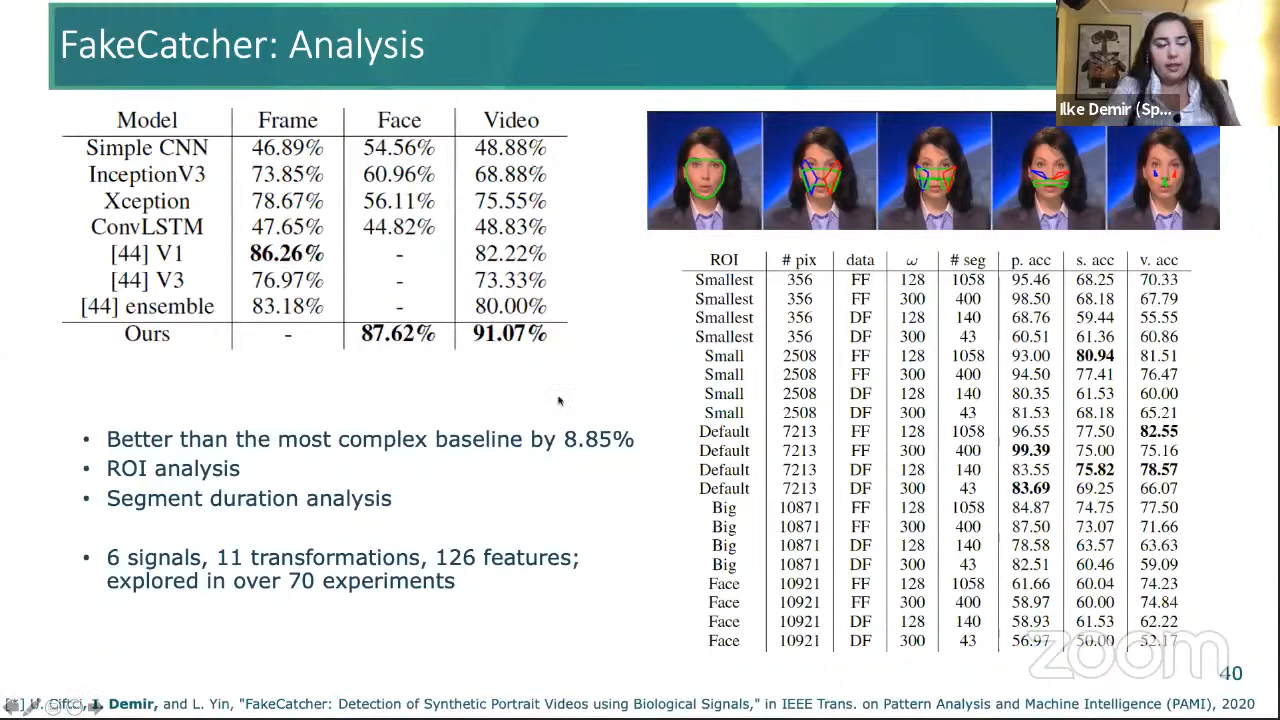 FakeCatcher: Analysis
Ilke Demir (Sp...
Model Frame Face Video
Simple CNN 46.89% 54.56% 48.88%
InceptionV3 73.85% 60.96% 68.88%
Xception 78.67% 56.11% 75.55%
ConvLSTM 47.65% 44.82% 48.83%
[44] V1 86.26% - 82.22%
[44] V3 76.97% - 73.33%
[44] ensemble 83.18% - 80.00%
Ours - 87.62% 91.07%
• Better than the most complex baseline by 8.85%
• ROI analysis
• Segment duration analysis
• 6 signals, 11 transformations, 126 features;
explored in over 70 experiments
ROI # pix data ω # seg p. acc s. acc v. acc
Smallest 356 FF 128 1058 95.46 68.25 70.33
Smallest 356 FF 300 400 98.50 68.18 67.79
Smallest 356 DF 128 140 68.76 59.44 55.55
Smallest 356 DF 300 43 60.51 61.36 60.86
Small 2508 FF 128 1058 93.00 80.94 81.51
Small 2508 FF 300 400 94.50 77.41 76.47
Small 2508 DF 128 140 80.35 61.53 60.00
Small 2508 DF 300 43 81.53 68.18 65.21
Default 7213 FF 128 1058 96.55 77.50 82.55
Default 7213 FF 300 400 99.39 75.00 75.16
Default 7213 DF 128 140 83.55 75.82 78.57
Default 7213 DF 300 43 83.69 69.25 66.07
Big 10871 FF 128 1058 84.87 74.75 77.50
Big 10871 FF 300 400 87.50 73.07 71.66
Big 10871 DF 128 140 78.58 63.57 63.63
Big 10871 DF 300 43 82.51 60.46 59.09
Face 10921 FF 128 1058 61.66 60.04 74.23
Face 10921 FF 300 400 58.97 60.00 74.84
Face 10921 DF 128 140 58.93 61.53 62.22
Face 10921 DF 300 43 56.97 50.00 52.17
zoom
40
Demir, and L. Yin, "FakeCatcher: Detection of Synthetic Portrait Videos using Biological Signals," in IEEE Trans. on Pattern Analysis and Machine Intelligence (PAMI), 2020